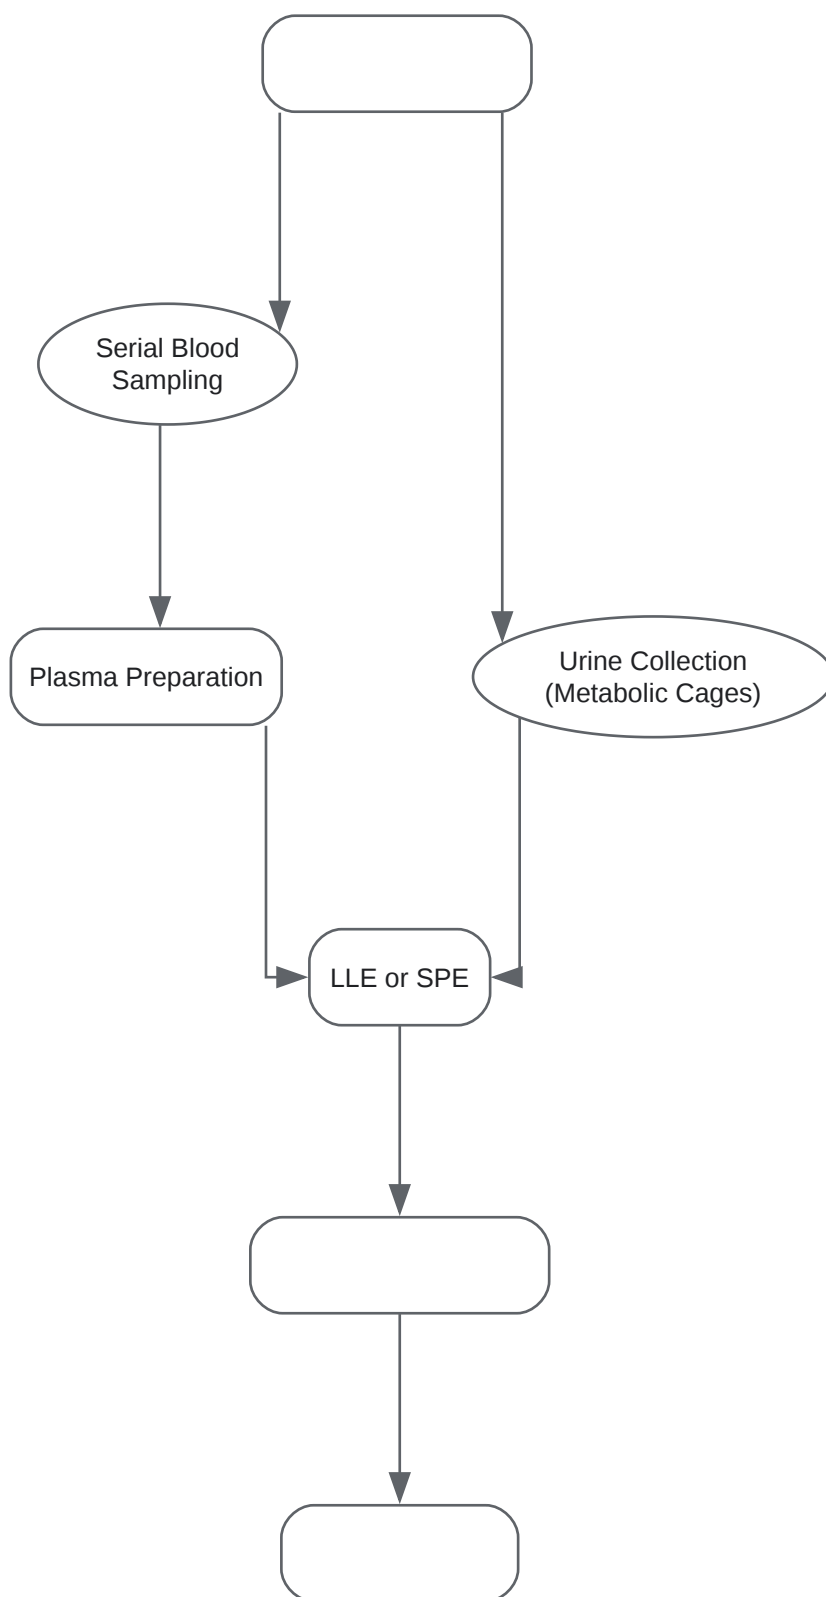 Serial Blood
Sampling
Plasma Preparation
Urine Collection
(Metabolic Cages)
LLE or SPE